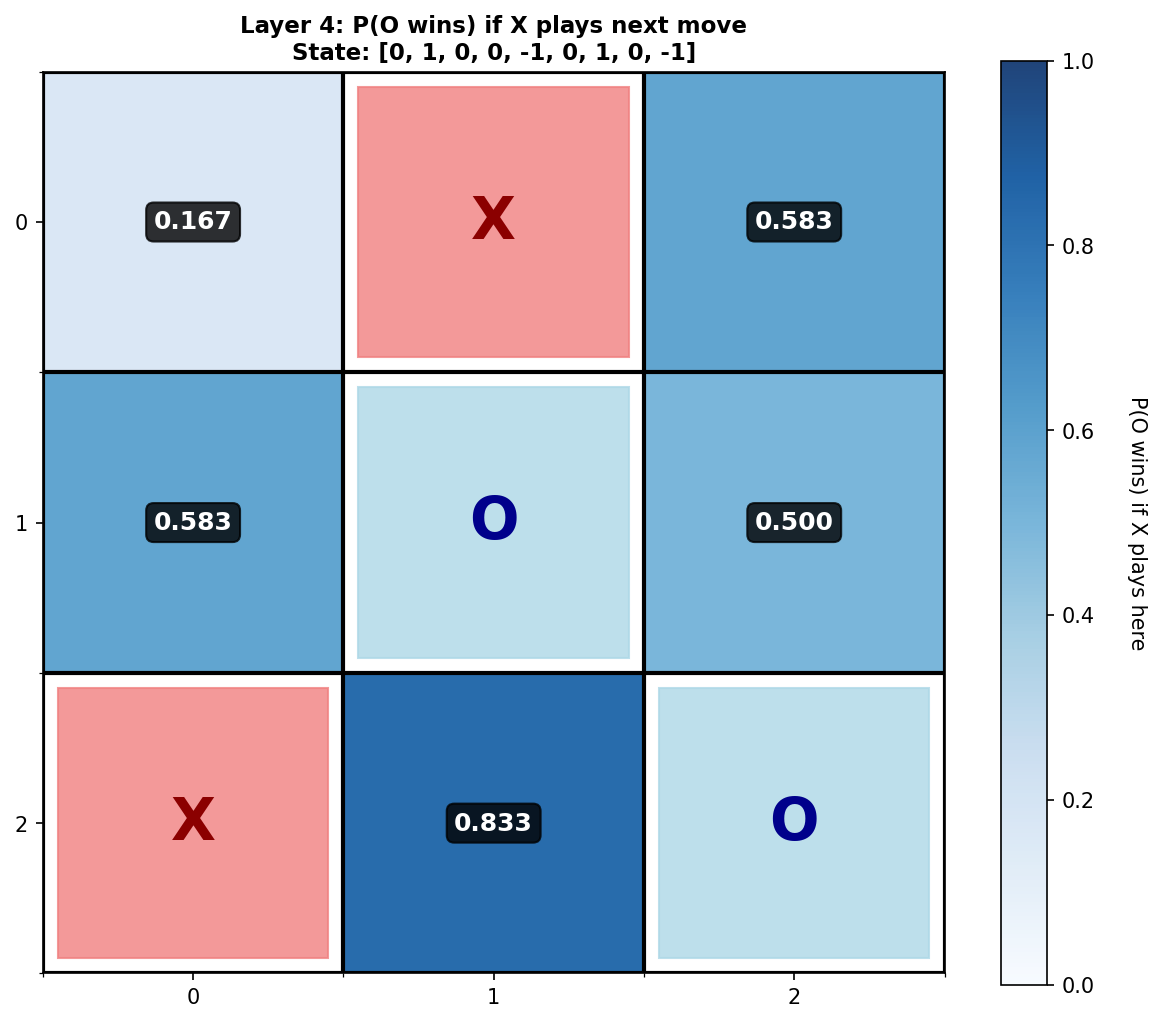 Layer 4: P(O wins) if X plays next move
State: [0, 1, 0, 0, -1, 0, 1, 0, -1]
0
0.167
X
0.583
1
0.583
O
0.500
2
X
0.833
O
0
1
2
1.0
0.8
0.6
0.4
0.2
0.0
P(O wins) if X plays here